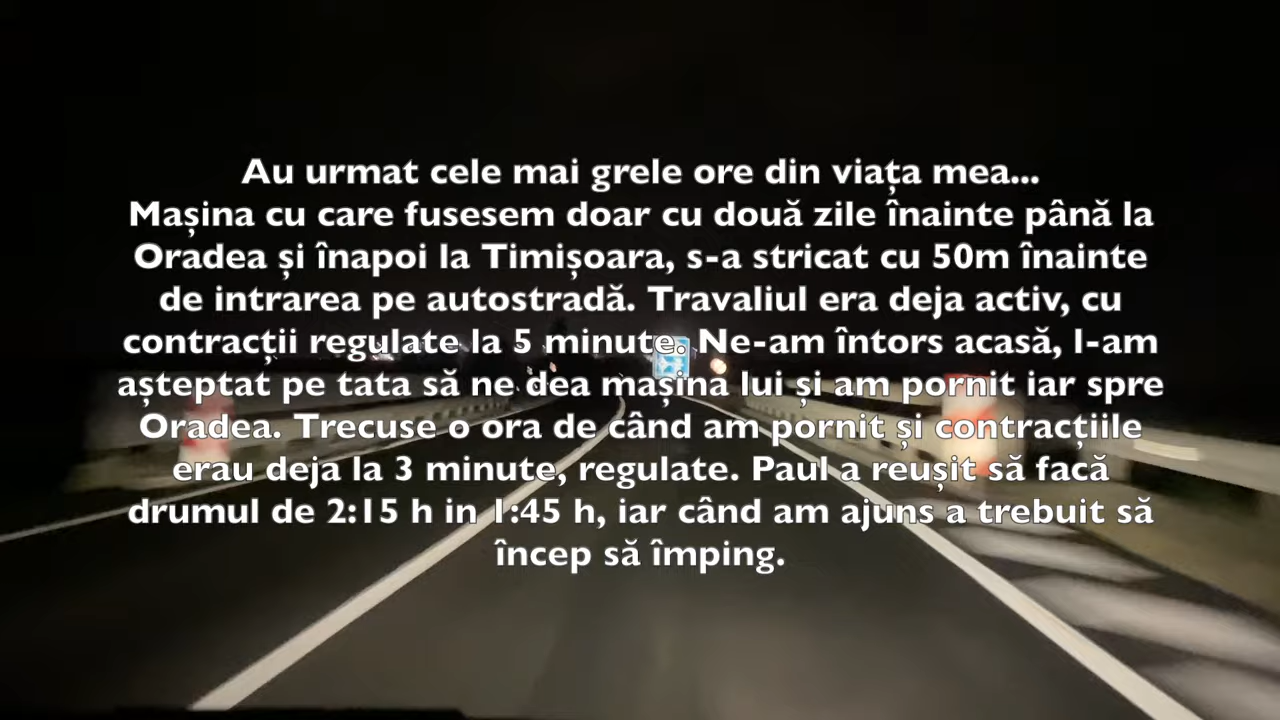 Au urmat cele mai grele ore din viața mea...
Mașina cu care fusesem doar cu două zile înainte până la
Oradea și înapoi la Timișoara, s-a stricat cu 50m înainte
de intrarea pe autostradă. Travaliul era deja activ, cu
contracții regulate la 5 minute. Ne-am întors acasă, l-am
așteptat pe tata să ne dea mașina lui și am pornit iar spre
Oradea. Trecuse o ora de când am pornit și contracțiile
erau deja la 3 minute, regulate. Paul a reușit să facă
drumul de 2:15 h in 1:45 h, iar când am ajuns a trebuit să
încep să împing.